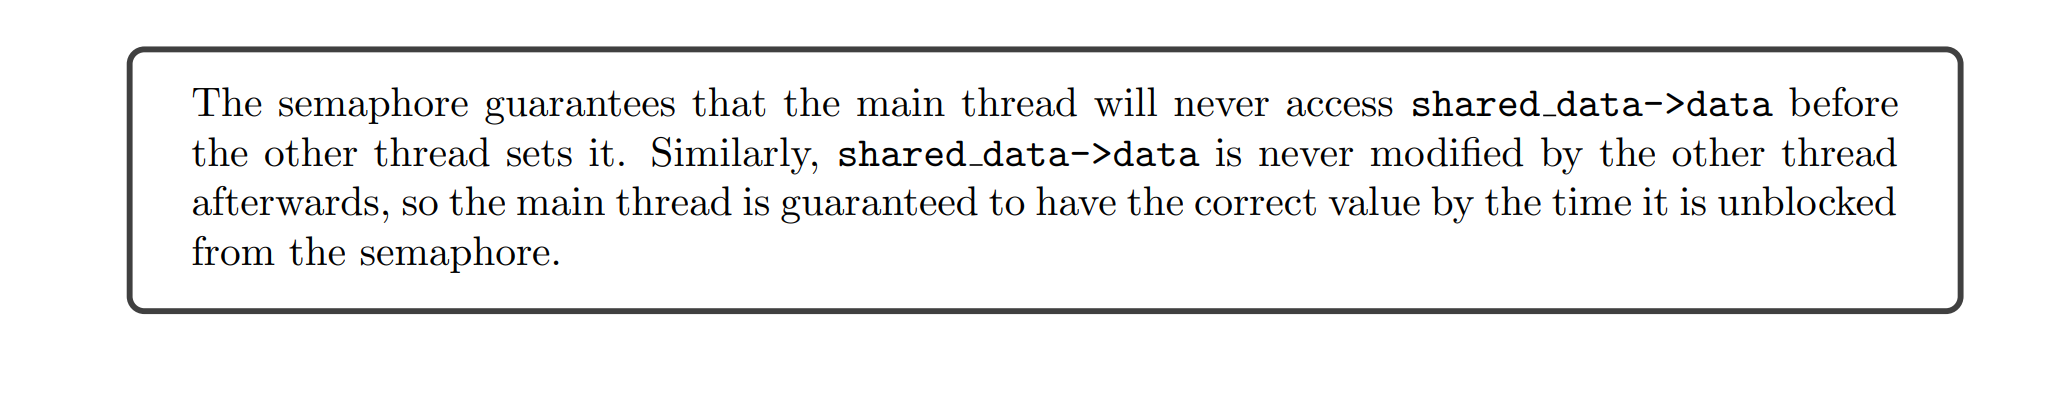 The semaphore guarantees that the main thread will never access shared_data->data before
the other thread sets it. Similarly, shared_data->data is never modified by the other thread
afterwards, so the main thread is guaranteed to have the correct value by the time it is unblocked
from the semaphore.